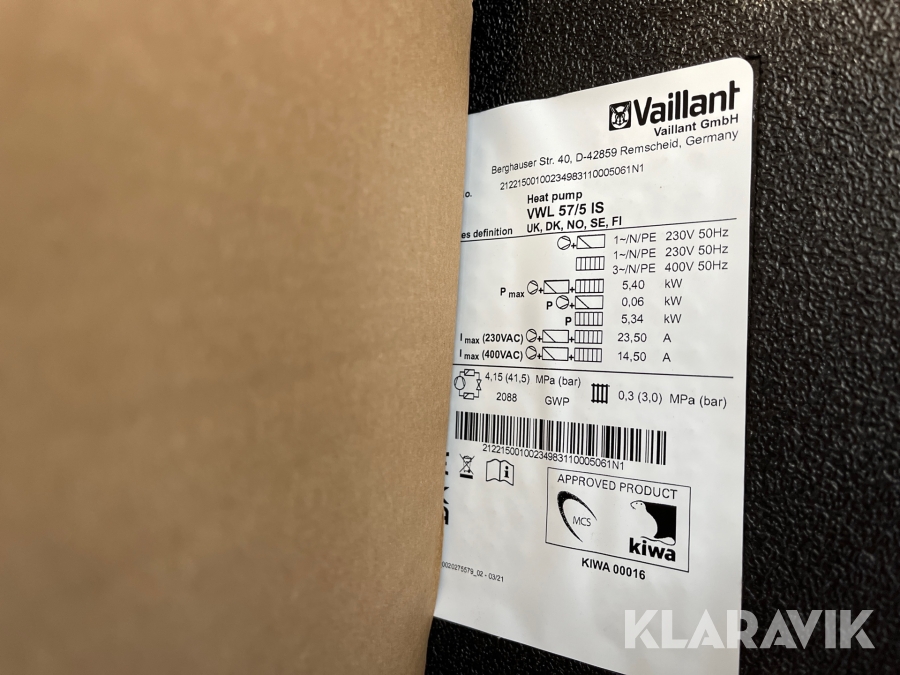 Vaillant
Vaillant GmbH
Berghauser Str. 40, D-42859 Remscheid, Germany
o. 21221500100234983110005061N1
Heat pump
VWL 57/5 IS
es definition UK, DK, NO, SE, FI
+ 1~/N/PE 230V 50Hz
1~/N/PE 230V 50Hz
3~/N/PE 400V 50Hz
P max + + 5,40 kW
P + 0,06 kW
P 5,34 kW
I max (230VAC) + + 23,50 A
I max (400VAC) + + 14,50 A
4,15 (41,5) MPa (bar) 0,3 (3,0) MPa (bar)
2088 GWP
21221500100234983110005061N1
i
APPROVED PRODUCT
MCS
kiwa
KIWA 00016
0020275579_02 - 03/21
KLARAVIK